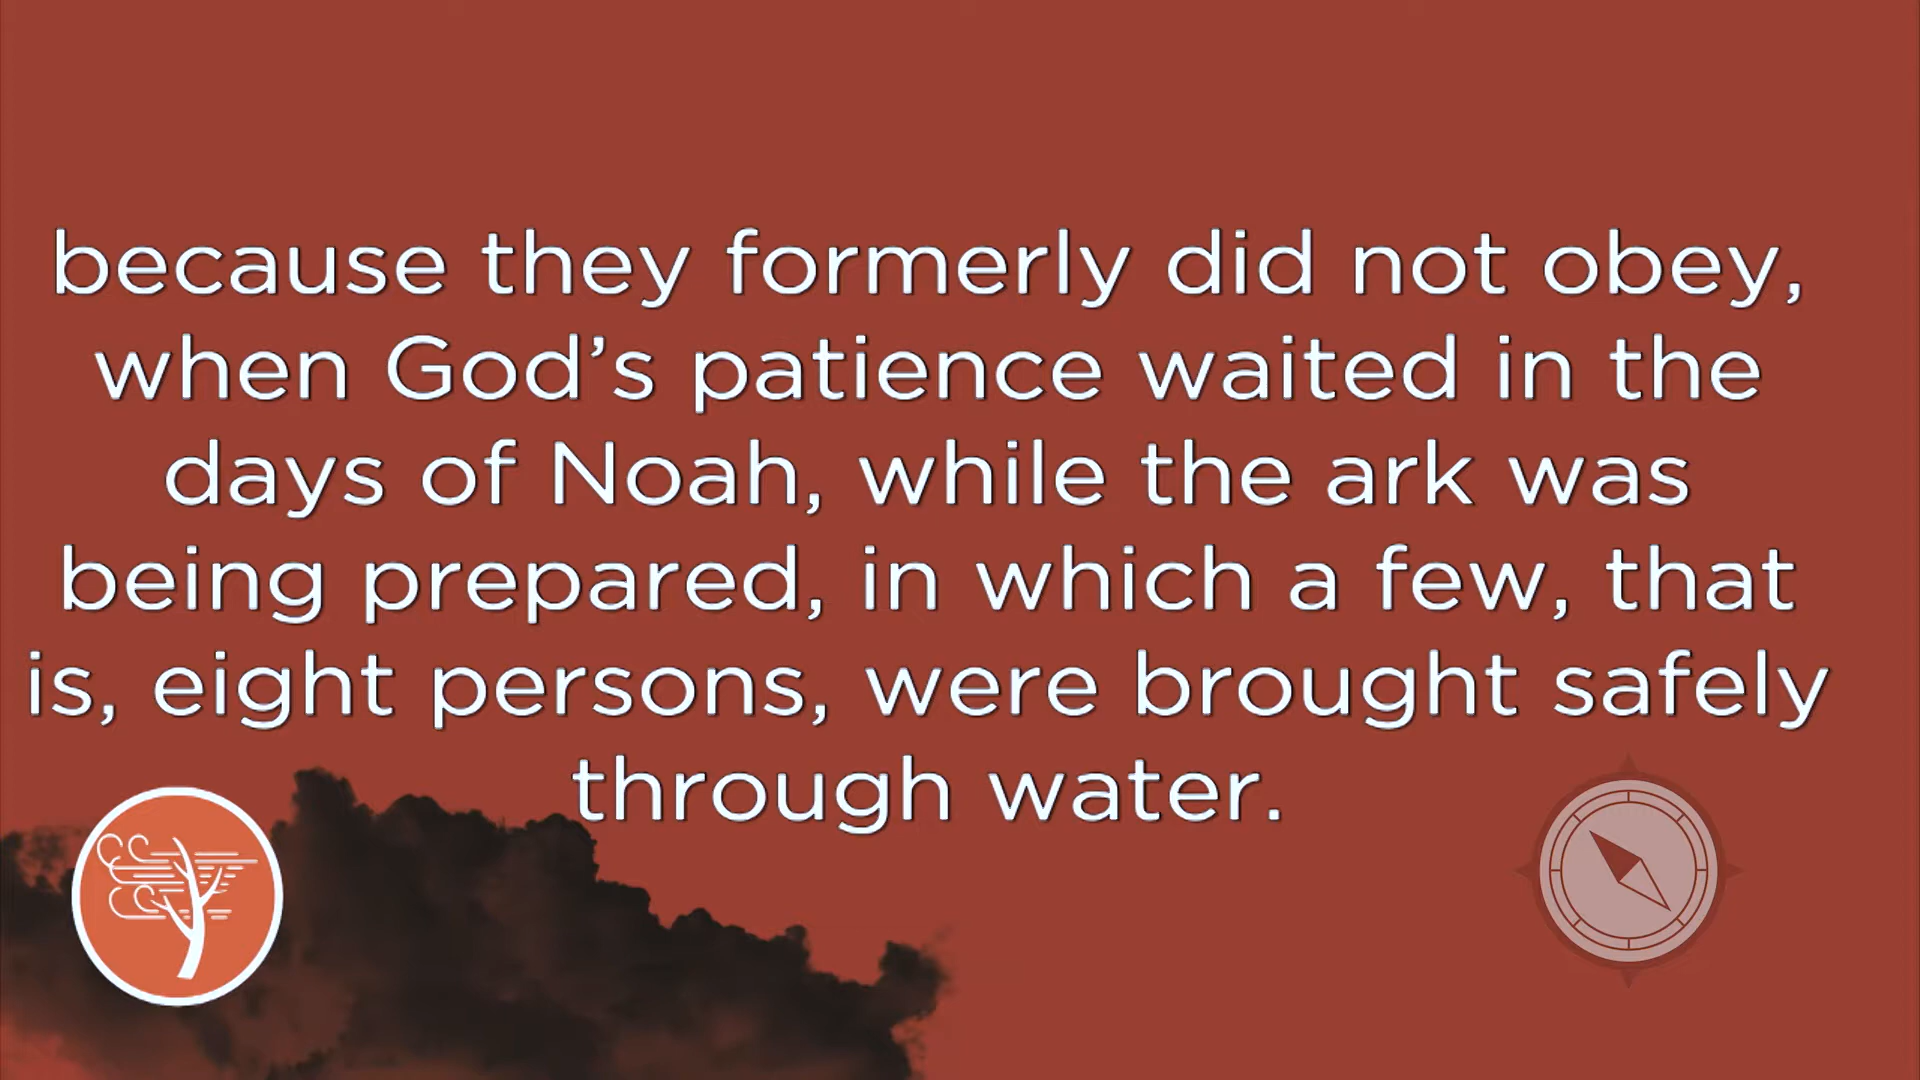 because they formerly did not obey,
when God’s patience waited in the
days of Noah, while the ark was
being prepared, in which a few, that
is, eight persons, were brought safely
through water.